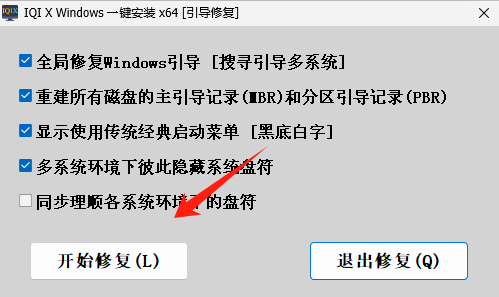 IQIX
IQI X Windows 一键安装 x64 [引导修复]
全局修复Windows引导 [搜寻引导多系统]
重建所有磁盘的主引导记录(MBR)和分区引导记录(PBR)
显示使用传统经典启动菜单 [黑底白字]
多系统环境下彼此隐藏系统盘符
同步理顺各系统环境下的盘符
开始修复(L)
退出修复(Q)